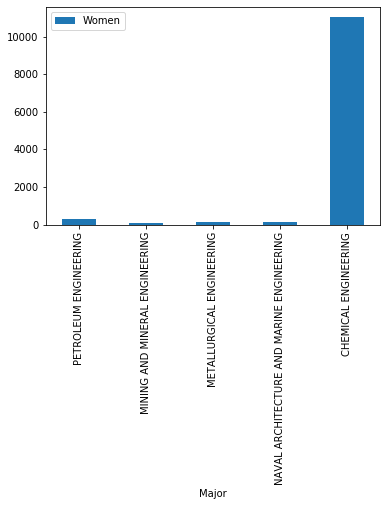 Women
10000
8000
6000
4000
2000
0
PETROLEUM ENGINEERING
MINING AND MINERAL ENGINEERING
METALLURGICAL ENGINEERING
NAVAL ARCHITECTURE AND MARINE ENGINEERING
CHEMICAL ENGINEERING
Major